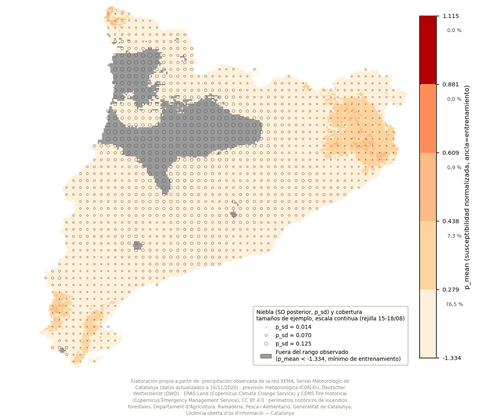 1.115
0,0 %
0.881
0,0 %
0.609
0,9 %
0.438
7,3 %
0.279
76,5 %
-1.334
p_mean (susceptibilidad normalizada, ancla=entrenamiento)
Niebla (SD posterior, p_sd) y cobertura
tamaños de ejemplo, escala continua (rejilla 15-18/08)
p_sd = 0.014
p_sd = 0.070
p_sd = 0.125
Fuera del rango observado
(p_mean < -1.334, mínimo de entrenamiento)
Elaboración propia a partir de: precipitación observada de la red XEMA, Servei Meteorològic de
Catalunya (datos actualizados a 16/11/2026) · previsión meteorológica ICON-EU, Deutscher
Wetterdienst (DWD) · ERA5-Land (Copernicus Climate Change Service) y CEMS Fire Historical
(Copernicus Emergency Management Service), CC BY 4.0 · perímetros históricos de incendios
forestales, Departament d'Agricultura, Ramaderia, Pesca i Alimentació, Generalitat de Catalunya,
Llicència oberta d'ús d'informació — Catalunya